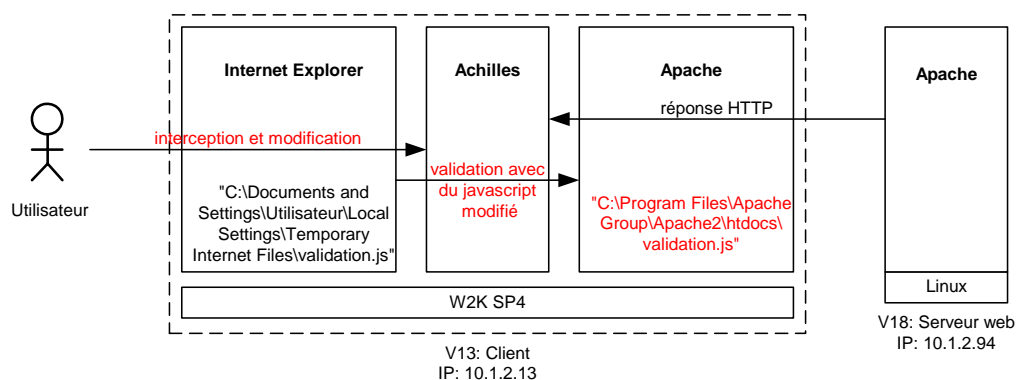 Internet Explorer
Achilles
Apache
Apache
réponse HTTP
interception et modification
validation avec
du javascript
modifié
"C:\Documents and
Settings\Utilisateur\Local
Settings\Temporary
Internet Files\validation.js"
"C:\Program Files\Apache
Group\Apache2\htdocs\
validation.js"
Utilisateur
Linux
W2K SP4
V18: Serveur web
IP: 10.1.2.94
V13: Client
IP: 10.1.2.13